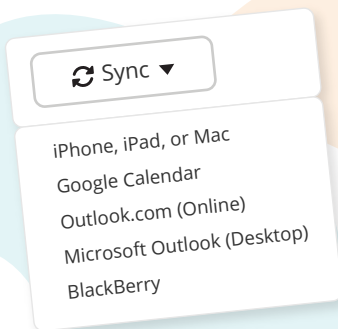 Sync
iPhone, iPad, or Mac
Google Calendar
Outlook.com (Online)
Microsoft Outlook (Desktop)
BlackBerry